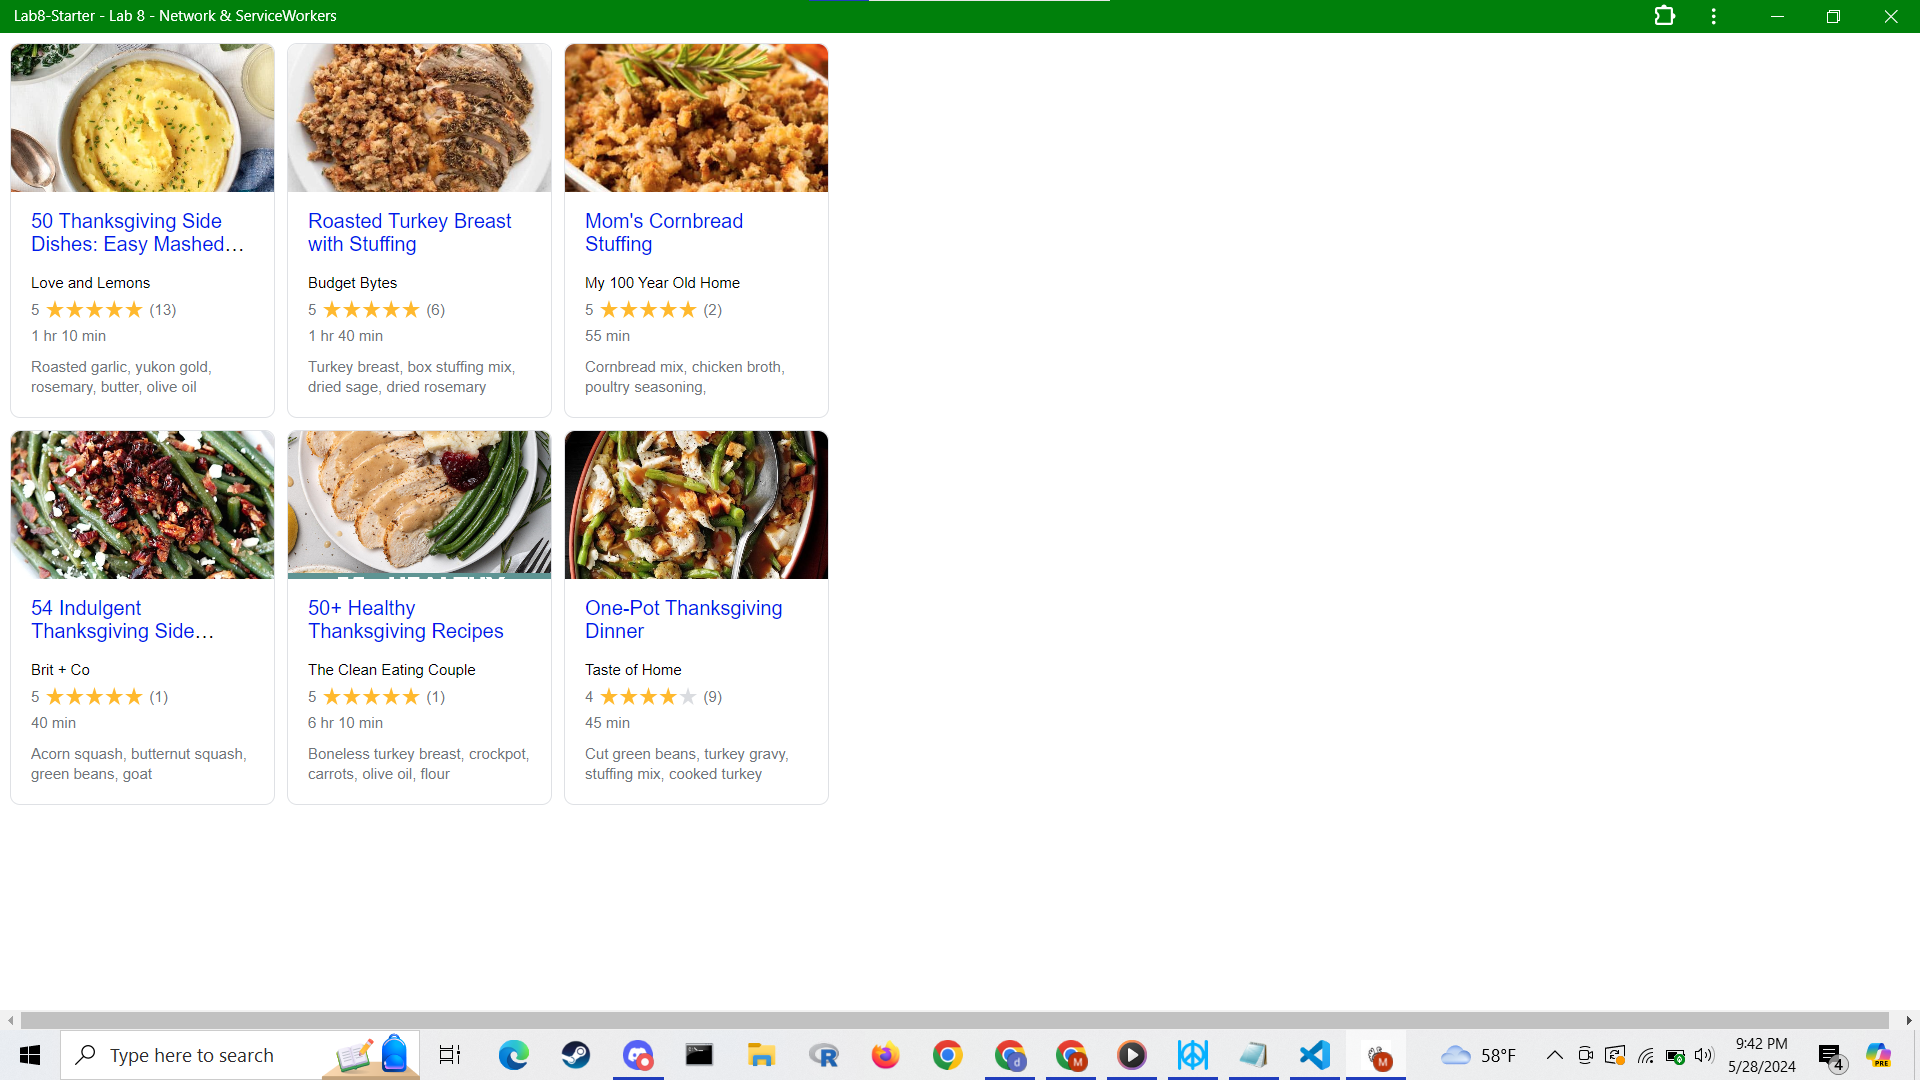 Lab8-Starter - Lab 8 - Network & ServiceWorkers
50 Thanksgiving Side
Dishes: Easy Mashed…
Love and Lemons
5 (13)
1 hr 10 min
Roasted garlic, yukon gold,
rosemary, butter, olive oil
Roasted Turkey Breast
with Stuffing
Budget Bytes
5 (6)
1 hr 40 min
Turkey breast, box stuffing mix,
dried sage, dried rosemary
Mom's Cornbread
Stuffing
My 100 Year Old Home
5 (2)
55 min
Cornbread mix, chicken broth,
poultry seasoning,
54 Indulgent
Thanksgiving Side…
Brit + Co
5 (1)
40 min
Acorn squash, butternut squash,
green beans, goat
50+ Healthy
Thanksgiving Recipes
The Clean Eating Couple
5 (1)
6 hr 10 min
Boneless turkey breast, crockpot,
carrots, olive oil, flour
One-Pot Thanksgiving
Dinner
Taste of Home
4 (9)
45 min
Cut green beans, turkey gravy,
stuffing mix, cooked turkey
Type here to search
d
M
M
58°F
9:42 PM
5/28/2024
4
PRE